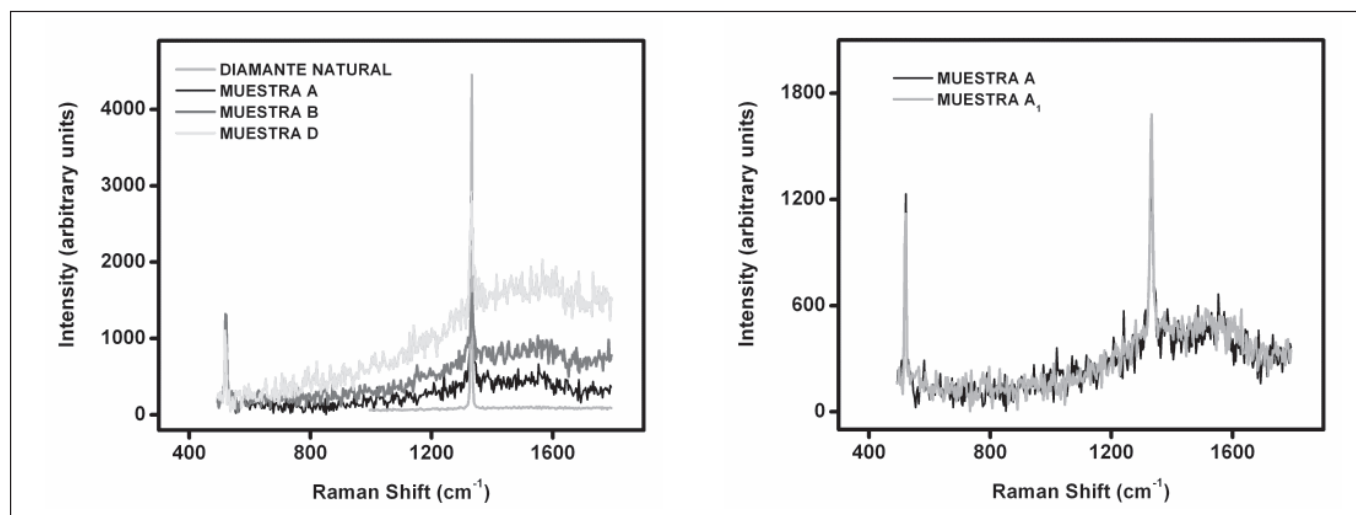 DIAMANTE NATURAL
MUESTRA A
MUESTRA B
MUESTRA D
4000
3000
2000
1000
0
400
800
1200
1600
Intensity (arbitrary units)
Raman Shift (cm⁻¹)
MUESTRA A
MUESTRA A₁
1800
1200
600
0
400
800
1200
1600
Intensity (arbitrary units)
Raman Shift (cm⁻¹)